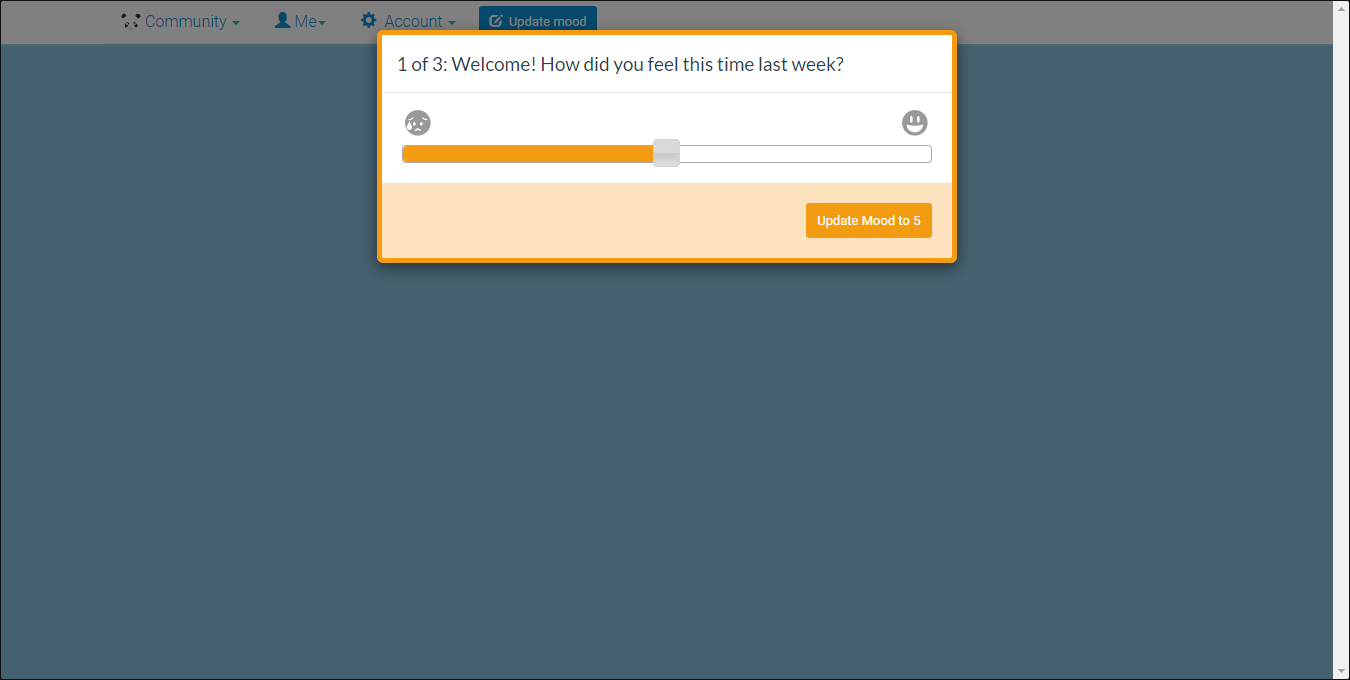 Community Me Account Update mood
1 of 3: Welcome! How did you feel this time last week?
Update Mood to 5